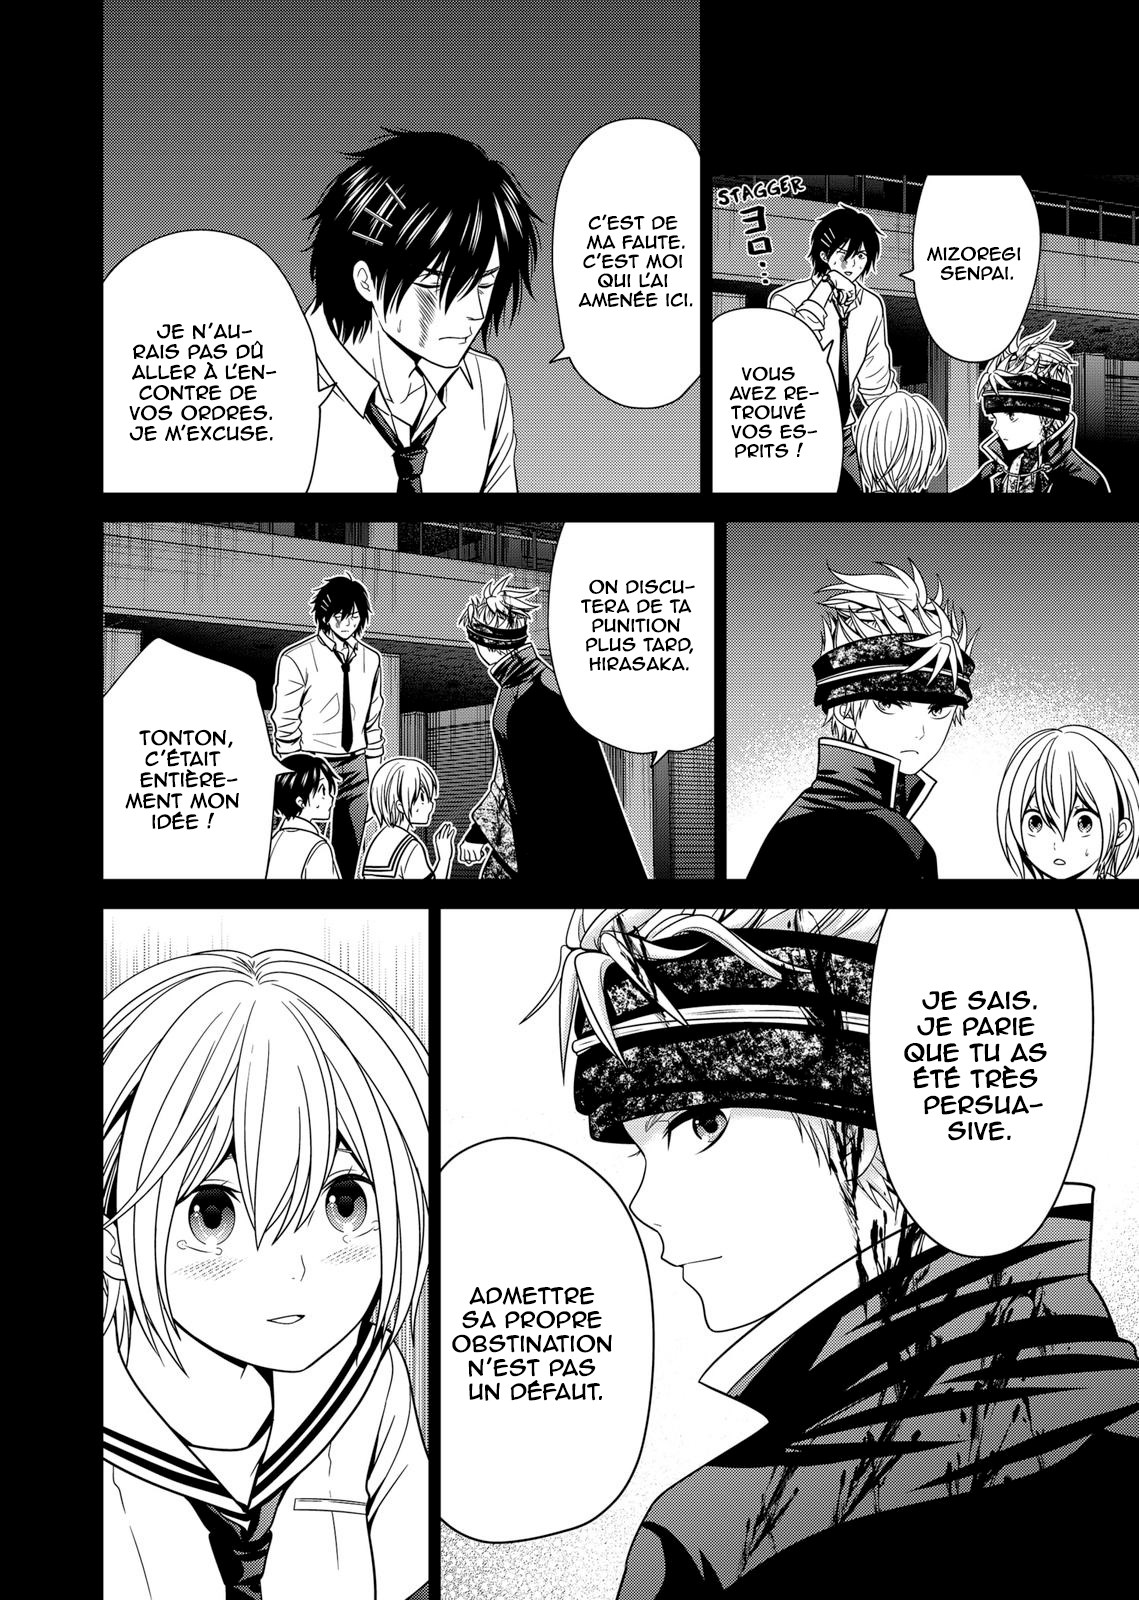 MIZOREGI
SENPAI.
STAGGER
ヨロ…
VOUS
AVEZ RE-
TROUVÉ
VOS ES-
PRITS !
C'EST DE
MA FAUTE.
C'EST MOI
QUI L'AI
AMENÉE ICI.
JE N'AU-
RAIS PAS DÛ
ALLER À L'EN-
CONTRE DE
VOS ORDRES.
JE M'EXCUSE.
ON DISCU-
TERA DE TA
PUNITION
PLUS TARD,
HIRASAKA.
TONTON,
C'ÉTAIT
ENTIÈRE-
MENT MON
IDÉE !
JE SAIS.
JE PARIE
QUE TU AS
ÉTÉ TRÈS
PERSUA-
SIVE.
ADMETTRE
SA PROPRE
OBSTINATION
N'EST PAS
UN DÉFAUT.